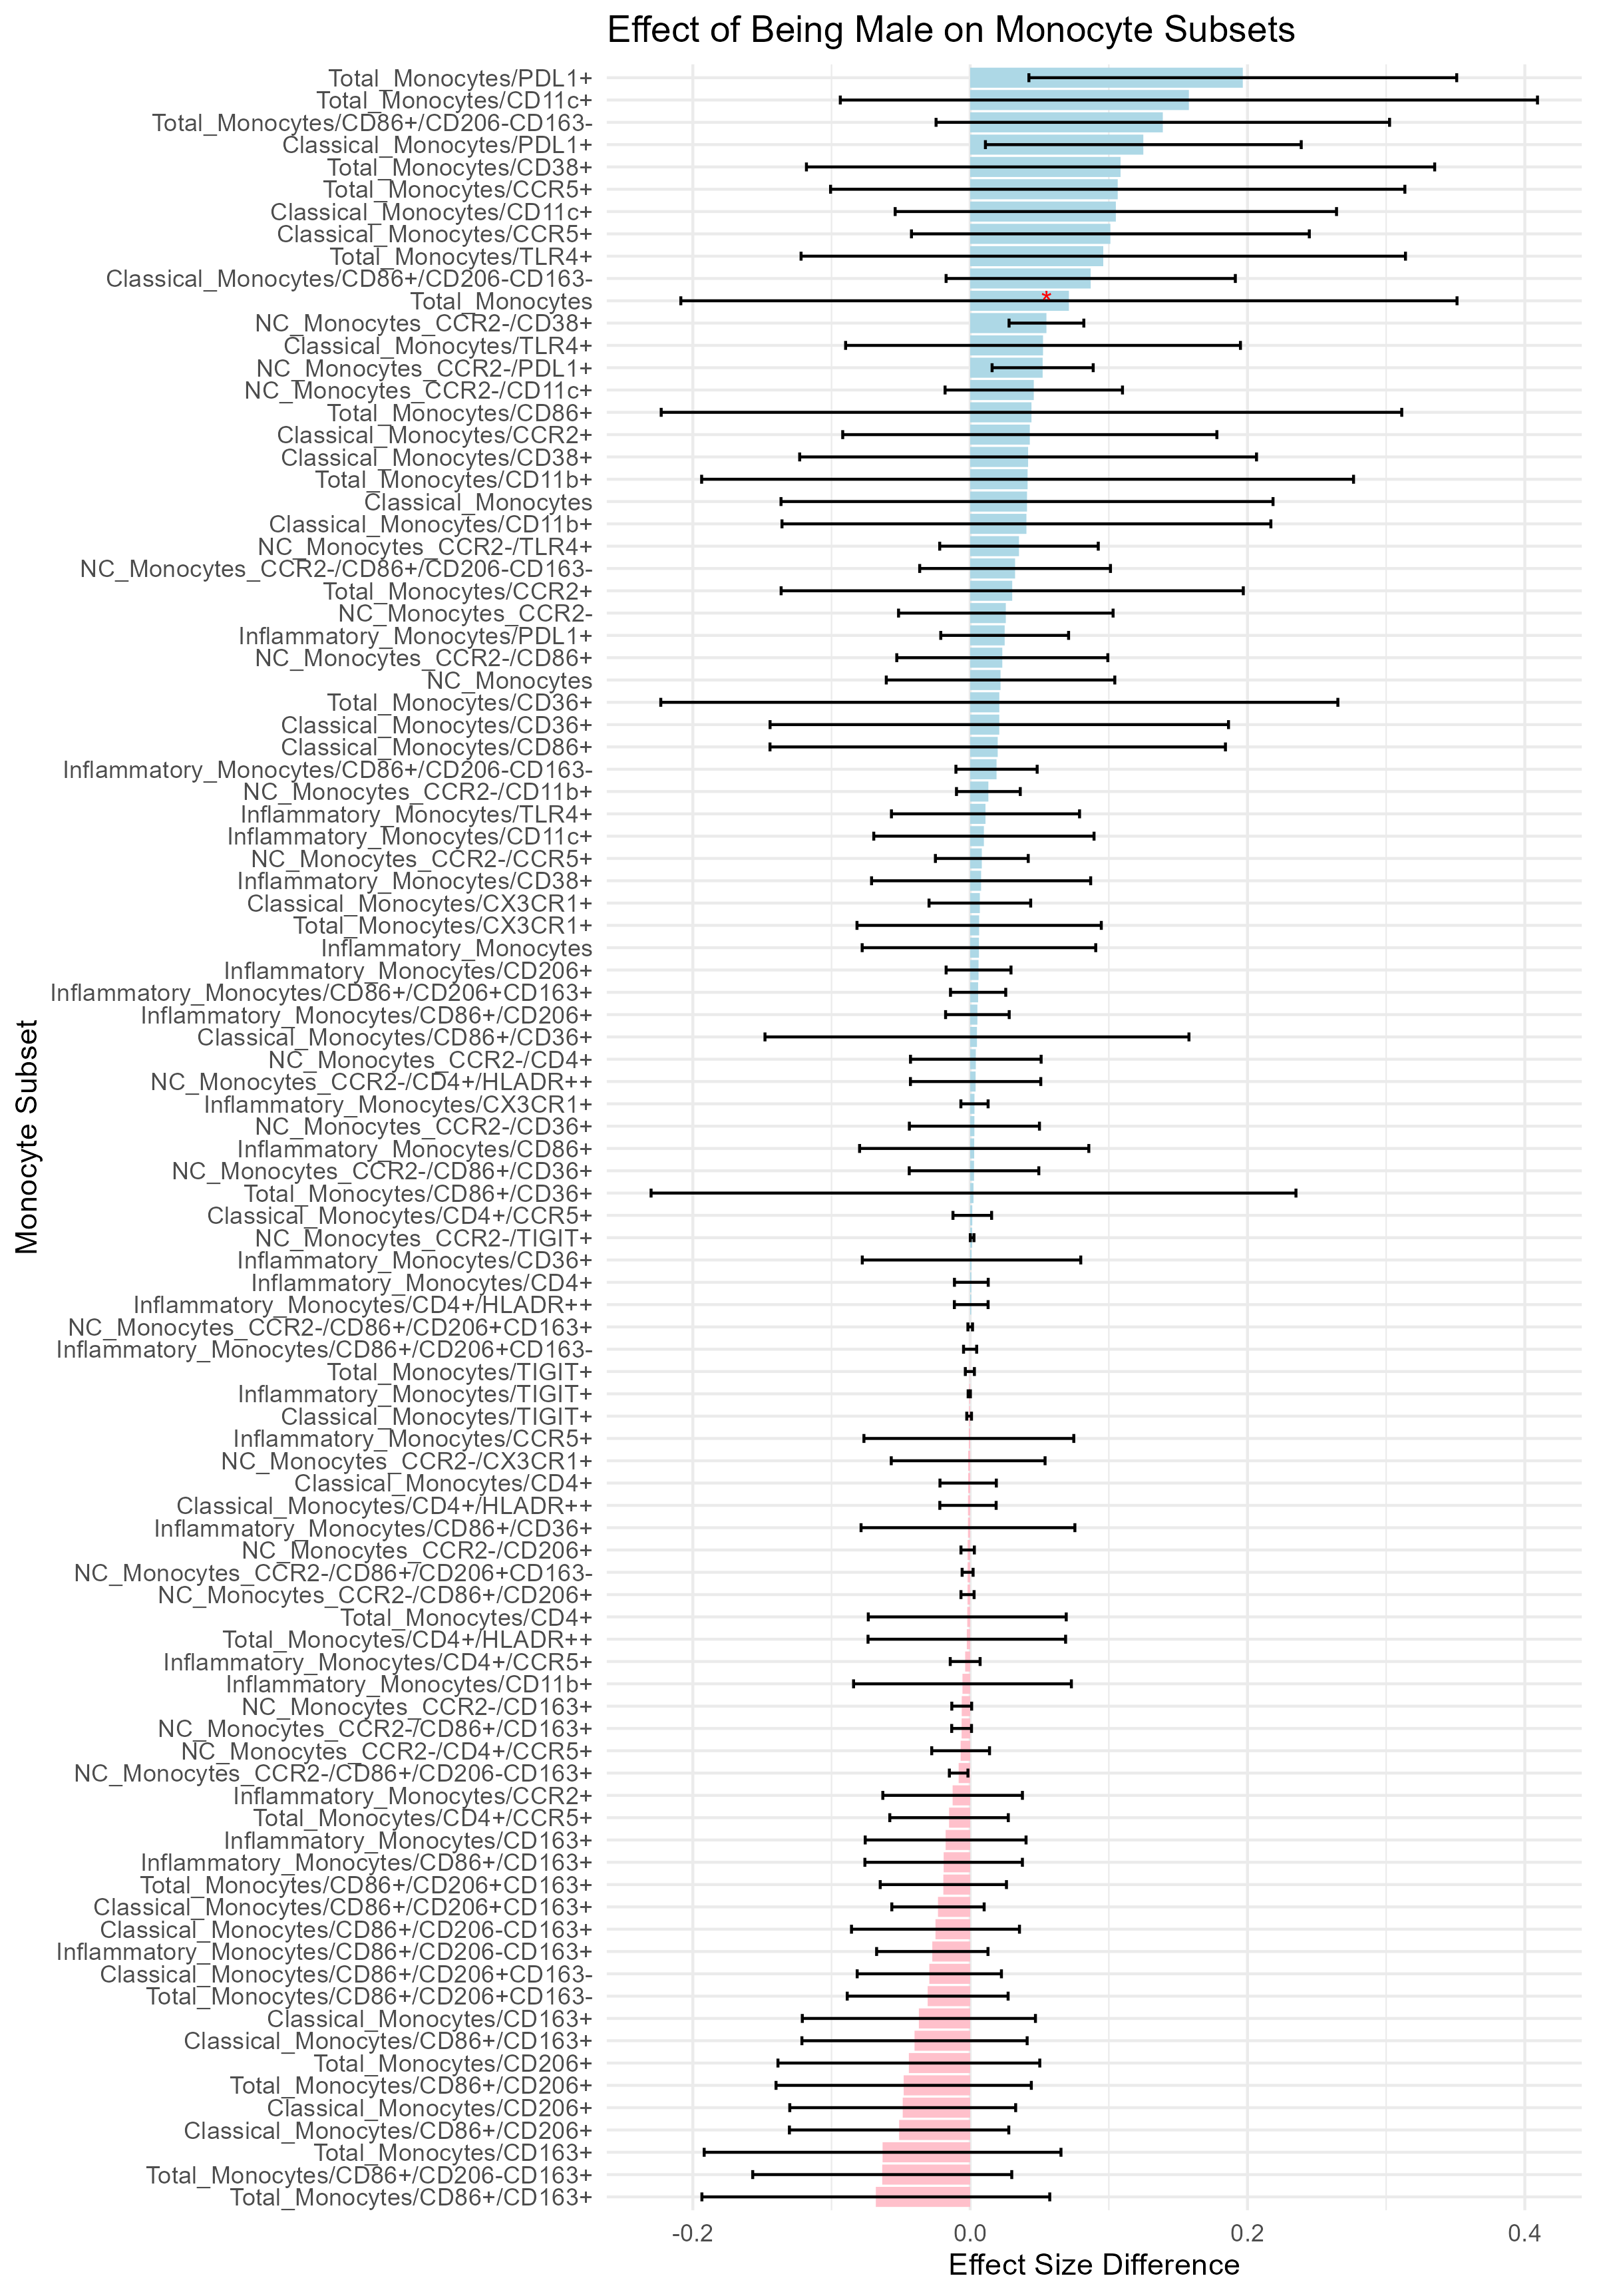 Effect of Being Male on Monocyte Subsets
Total_Monocytes/PDL1+
Total_Monocytes/CD11c+
Total_Monocytes/CD86+/CD206-CD163-
Classical_Monocytes/PDL1+
Total_Monocytes/CD38+
Total_Monocytes/CCR5+
Classical_Monocytes/CD11c+
Classical_Monocytes/CCR5+
Total_Monocytes/TLR4+
Classical_Monocytes/CD86+/CD206-CD163-
Total_Monocytes
*
NC_Monocytes_CCR2-/CD38+
Classical_Monocytes/TLR4+
NC_Monocytes_CCR2-/PDL1+
NC_Monocytes_CCR2-/CD11c+
Total_Monocytes/CD86+
Classical_Monocytes/CCR2+
Classical_Monocytes/CD38+
Total_Monocytes/CD11b+
Classical_Monocytes
Classical_Monocytes/CD11b+
NC_Monocytes_CCR2-/TLR4+
NC_Monocytes_CCR2-/CD86+/CD206-CD163-
Total_Monocytes/CCR2+
NC_Monocytes_CCR2-
Inflammatory_Monocytes/PDL1+
NC_Monocytes_CCR2-/CD86+
NC_Monocytes
Total_Monocytes/CD36+
Classical_Monocytes/CD36+
Classical_Monocytes/CD86+
Inflammatory_Monocytes/CD86+/CD206-CD163-
NC_Monocytes_CCR2-/CD11b+
Inflammatory_Monocytes/TLR4+
Inflammatory_Monocytes/CD11c+
NC_Monocytes_CCR2-/CCR5+
Inflammatory_Monocytes/CD38+
Classical_Monocytes/CX3CR1+
Total_Monocytes/CX3CR1+
Inflammatory_Monocytes
Inflammatory_Monocytes/CD206+
Inflammatory_Monocytes/CD86+/CD206+CD163+
Inflammatory_Monocytes/CD86+/CD206+
Classical_Monocytes/CD86+/CD36+
NC_Monocytes_CCR2-/CD4+
NC_Monocytes_CCR2-/CD4+/HLADR++
Inflammatory_Monocytes/CX3CR1+
NC_Monocytes_CCR2-/CD36+
Inflammatory_Monocytes/CD86+
NC_Monocytes_CCR2-/CD86+/CD36+
Total_Monocytes/CD86+/CD36+
Classical_Monocytes/CD4+/CCR5+
NC_Monocytes_CCR2-/TIGIT+
Inflammatory_Monocytes/CD36+
Inflammatory_Monocytes/CD4+
Inflammatory_Monocytes/CD4+/HLADR++
NC_Monocytes_CCR2-/CD86+/CD206+CD163+
Inflammatory_Monocytes/CD86+/CD206+CD163-
Total_Monocytes/TIGIT+
Inflammatory_Monocytes/TIGIT+
Classical_Monocytes/TIGIT+
Inflammatory_Monocytes/CCR5+
NC_Monocytes_CCR2-/CX3CR1+
Classical_Monocytes/CD4+
Classical_Monocytes/CD4+/HLADR++
Inflammatory_Monocytes/CD86+/CD36+
NC_Monocytes_CCR2-/CD206+
NC_Monocytes_CCR2-/CD86+/CD206+CD163-
NC_Monocytes_CCR2-/CD86+/CD206+
Total_Monocytes/CD4+
Total_Monocytes/CD4+/HLADR++
Inflammatory_Monocytes/CD4+/CCR5+
Inflammatory_Monocytes/CD11b+
NC_Monocytes_CCR2-/CD163+
NC_Monocytes_CCR2-/CD86+/CD163+
NC_Monocytes_CCR2-/CD4+/CCR5+
NC_Monocytes_CCR2-/CD86+/CD206-CD163+
Inflammatory_Monocytes/CCR2+
Total_Monocytes/CD4+/CCR5+
Inflammatory_Monocytes/CD163+
Inflammatory_Monocytes/CD86+/CD163+
Total_Monocytes/CD86+/CD206+CD163+
Classical_Monocytes/CD86+/CD206+CD163+
Classical_Monocytes/CD86+/CD206-CD163+
Inflammatory_Monocytes/CD86+/CD206-CD163+
Classical_Monocytes/CD86+/CD206+CD163-
Total_Monocytes/CD86+/CD206+CD163-
Classical_Monocytes/CD163+
Classical_Monocytes/CD86+/CD163+
Total_Monocytes/CD206+
Total_Monocytes/CD86+/CD206+
Classical_Monocytes/CD206+
Classical_Monocytes/CD86+/CD206+
Total_Monocytes/CD163+
Total_Monocytes/CD86+/CD206-CD163+
Total_Monocytes/CD86+/CD163+
Monocyte Subset
-0.2 0.0 0.2 0.4
Effect Size Difference